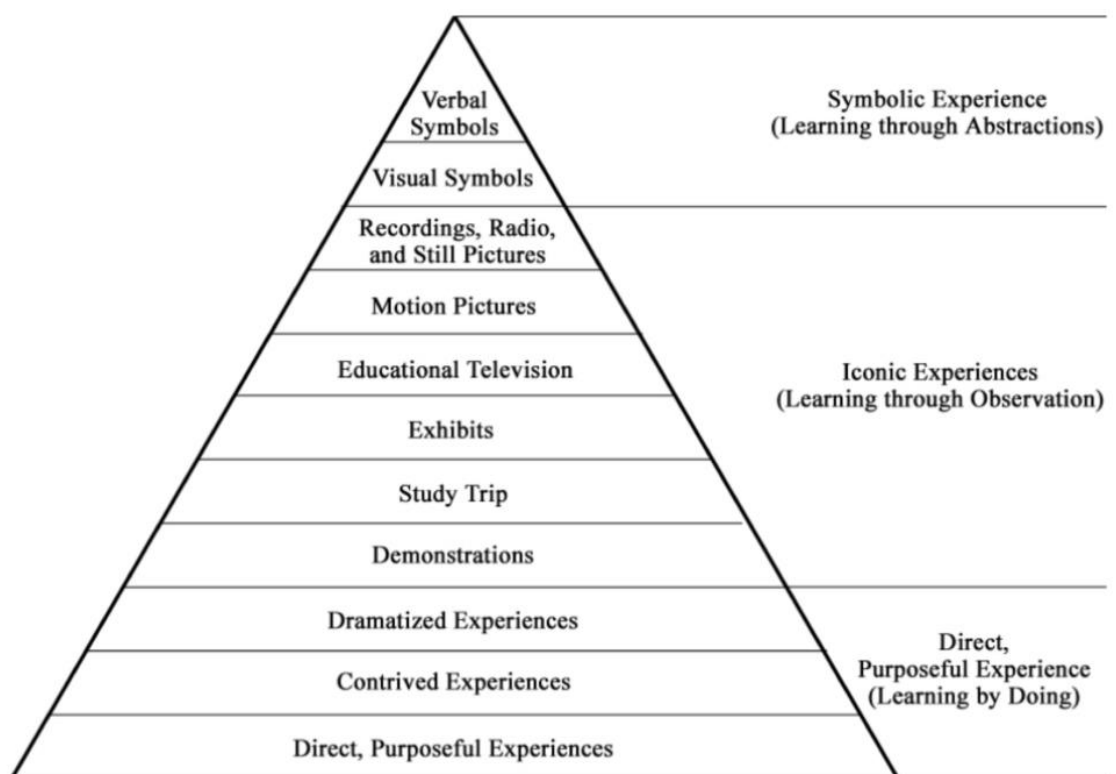 Verbal
Symbols
Symbolic Experience
(Learning through Abstractions)
Visual Symbols
Recordings, Radio,
and Still Pictures
Motion Pictures
Educational Television
Iconic Experiences
(Learning through Observation)
Exhibits
Study Trip
Demonstrations
Dramatized Experiences
Direct,
Purposeful Experience
(Learning by Doing)
Contrived Experiences
Direct, Purposeful Experiences